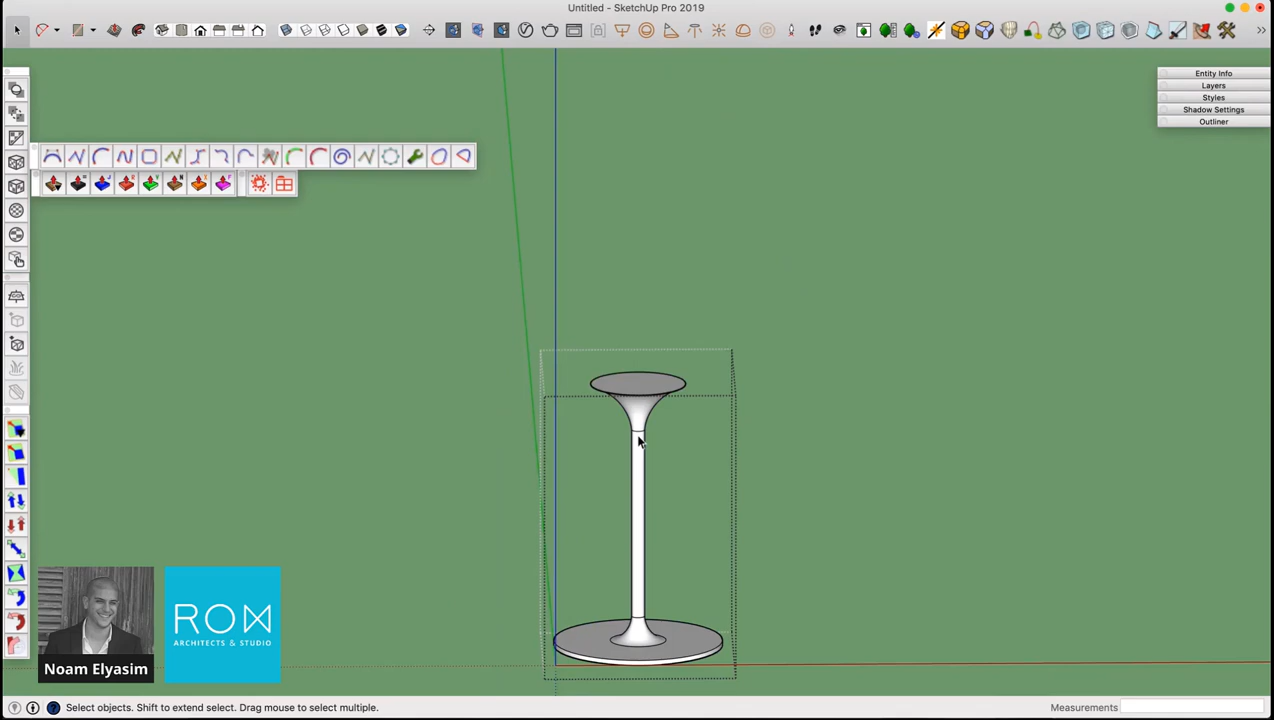 Untitled - SketchUp Pro 2019
Entity Info
Layers
Styles
Shadow Settings
Outliner
ROM
ARCHITECTS & STUDIO
Noam Elyasim
Select objects. Shift to extend select. Drag mouse to select multiple.
Measurements